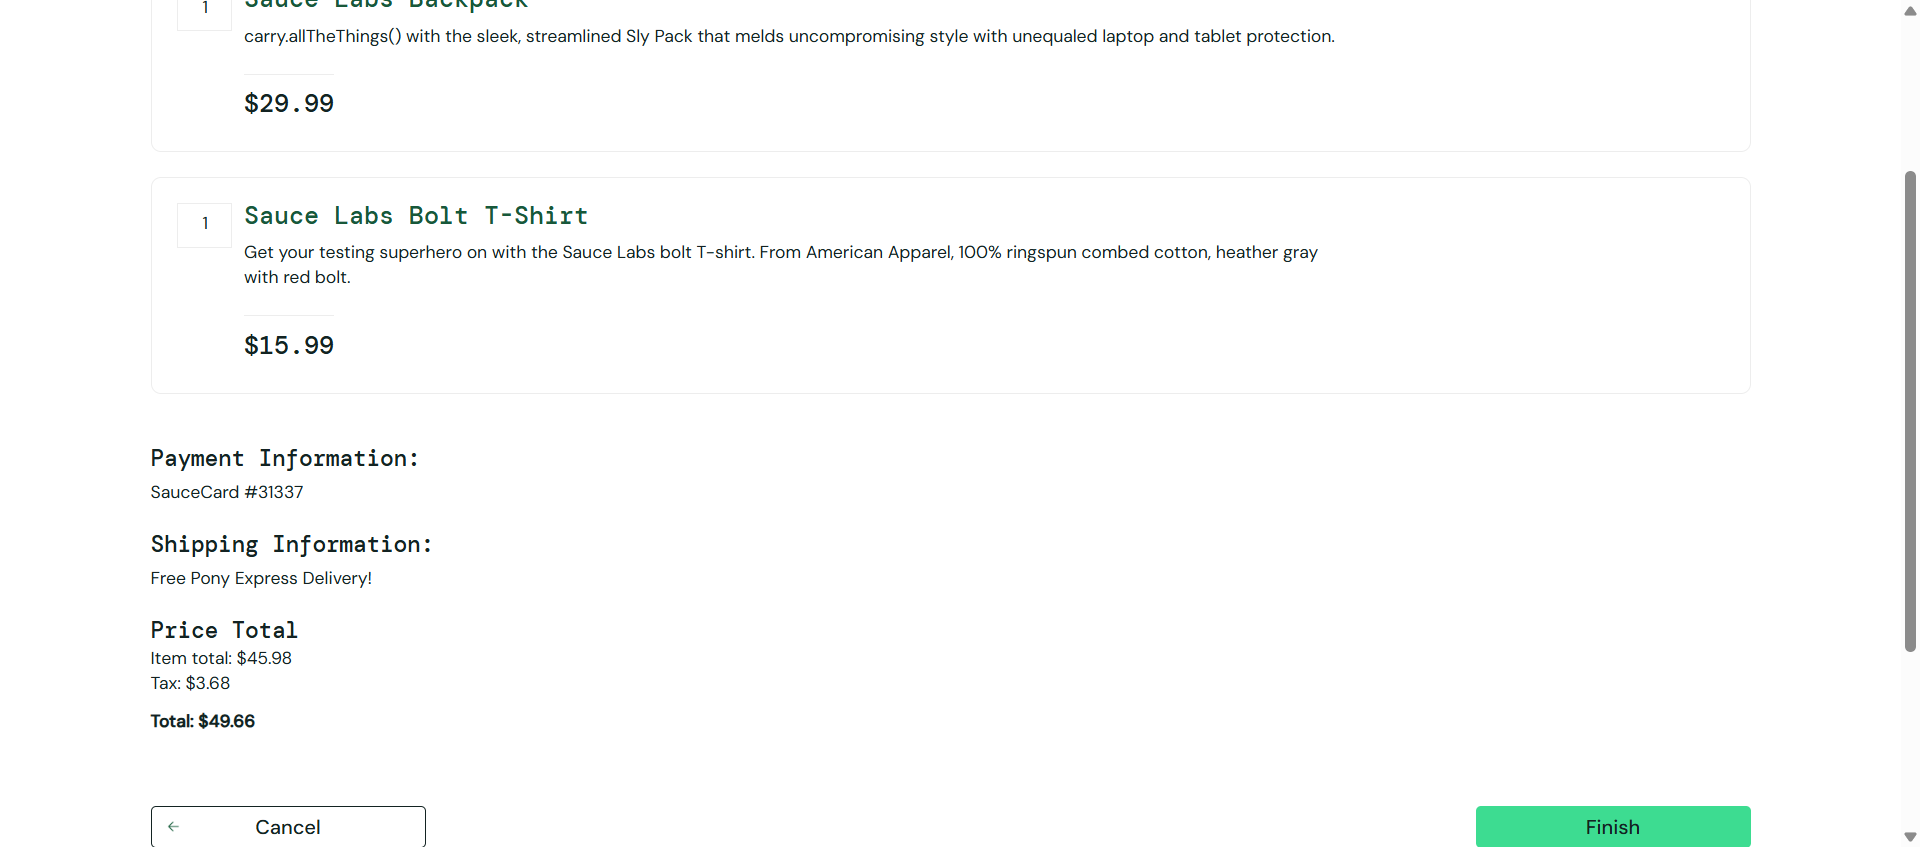 1
Sauce Labs Backpack
carry.allTheThings() with the sleek, streamlined Sly Pack that melds uncompromising style with unequaled laptop and tablet protection.
$29.99
1
Sauce Labs Bolt T-Shirt
Get your testing superhero on with the Sauce Labs bolt T-shirt. From American Apparel, 100% ringspun combed cotton, heather gray
with red bolt.
$15.99
Payment Information:
SauceCard #31337
Shipping Information:
Free Pony Express Delivery!
Price Total
Item total: $45.98
Tax: $3.68
Total: $49.66
Cancel
Finish